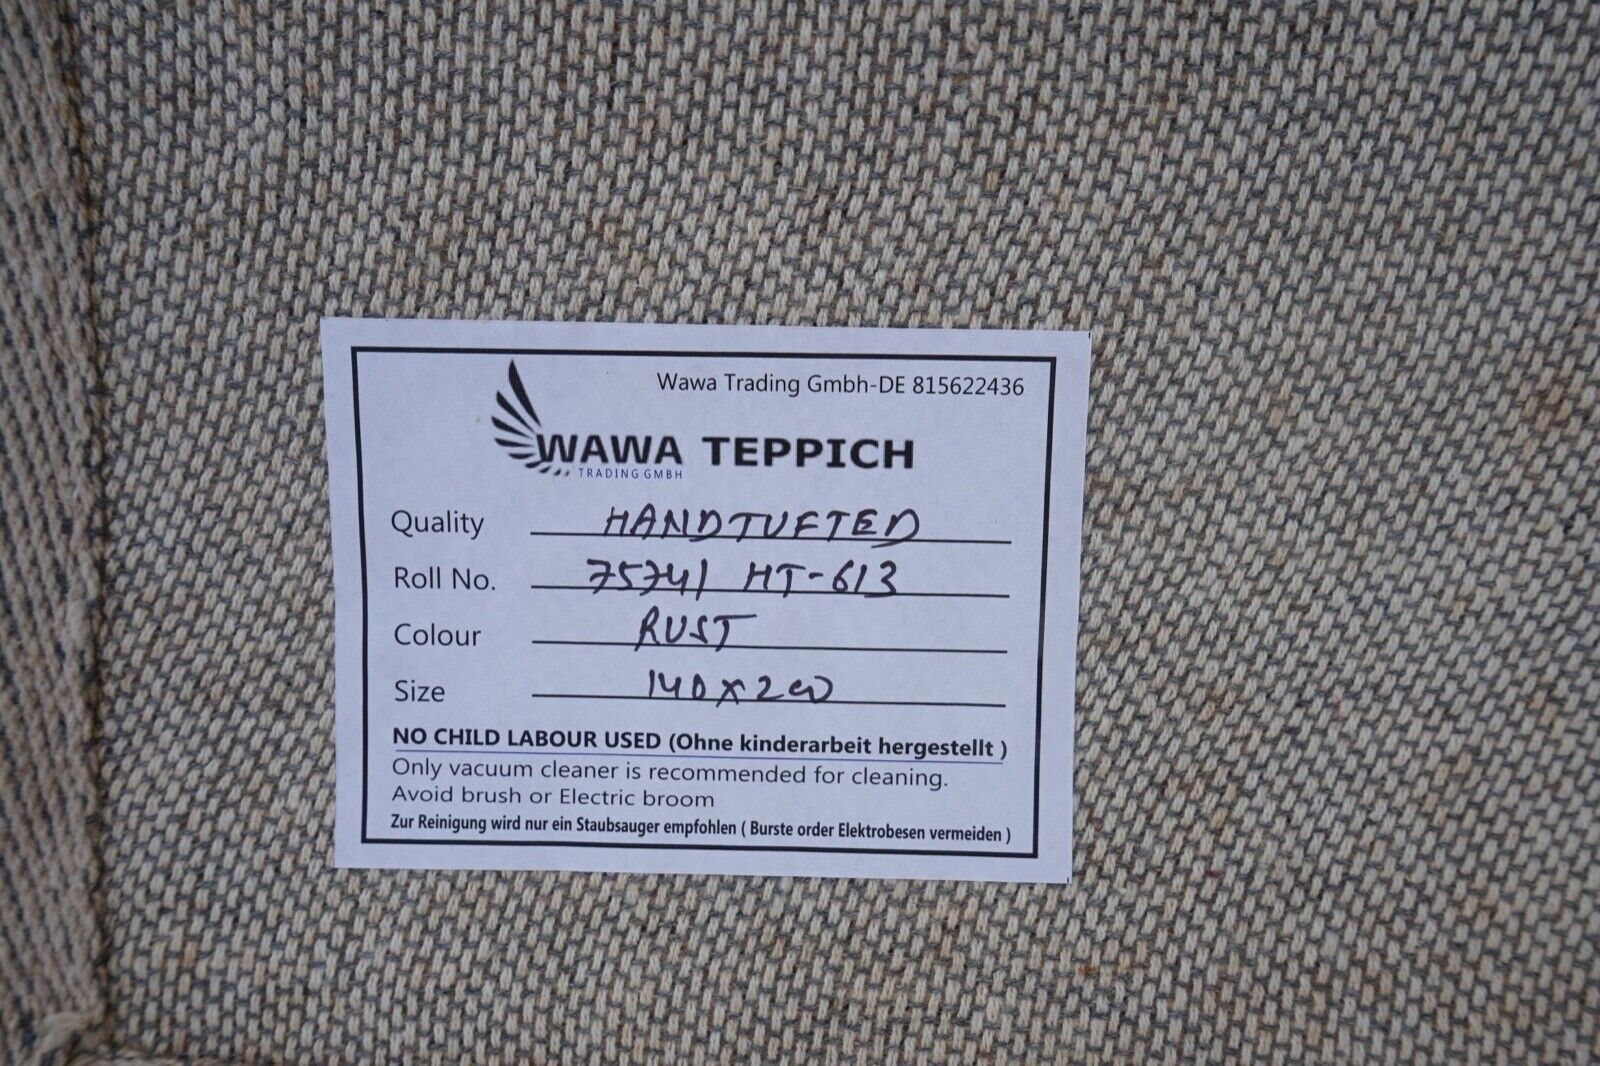 Wawa Trading Gmbh-DE 815622436
WAWA TEPPICH
TRADING GMBH
Quality HANDTUFTED
Roll No. 75741 HT-613
Colour RUST
Size 140x200
NO CHILD LABOUR USED (Ohne kinderarbeit hergestellt )
Only vacuum cleaner is recommended for cleaning.
Avoid brush or Electric broom
Zur Reinigung wird nur ein Staubsauger empfohlen ( Burste order Elektrobesen vermeiden )